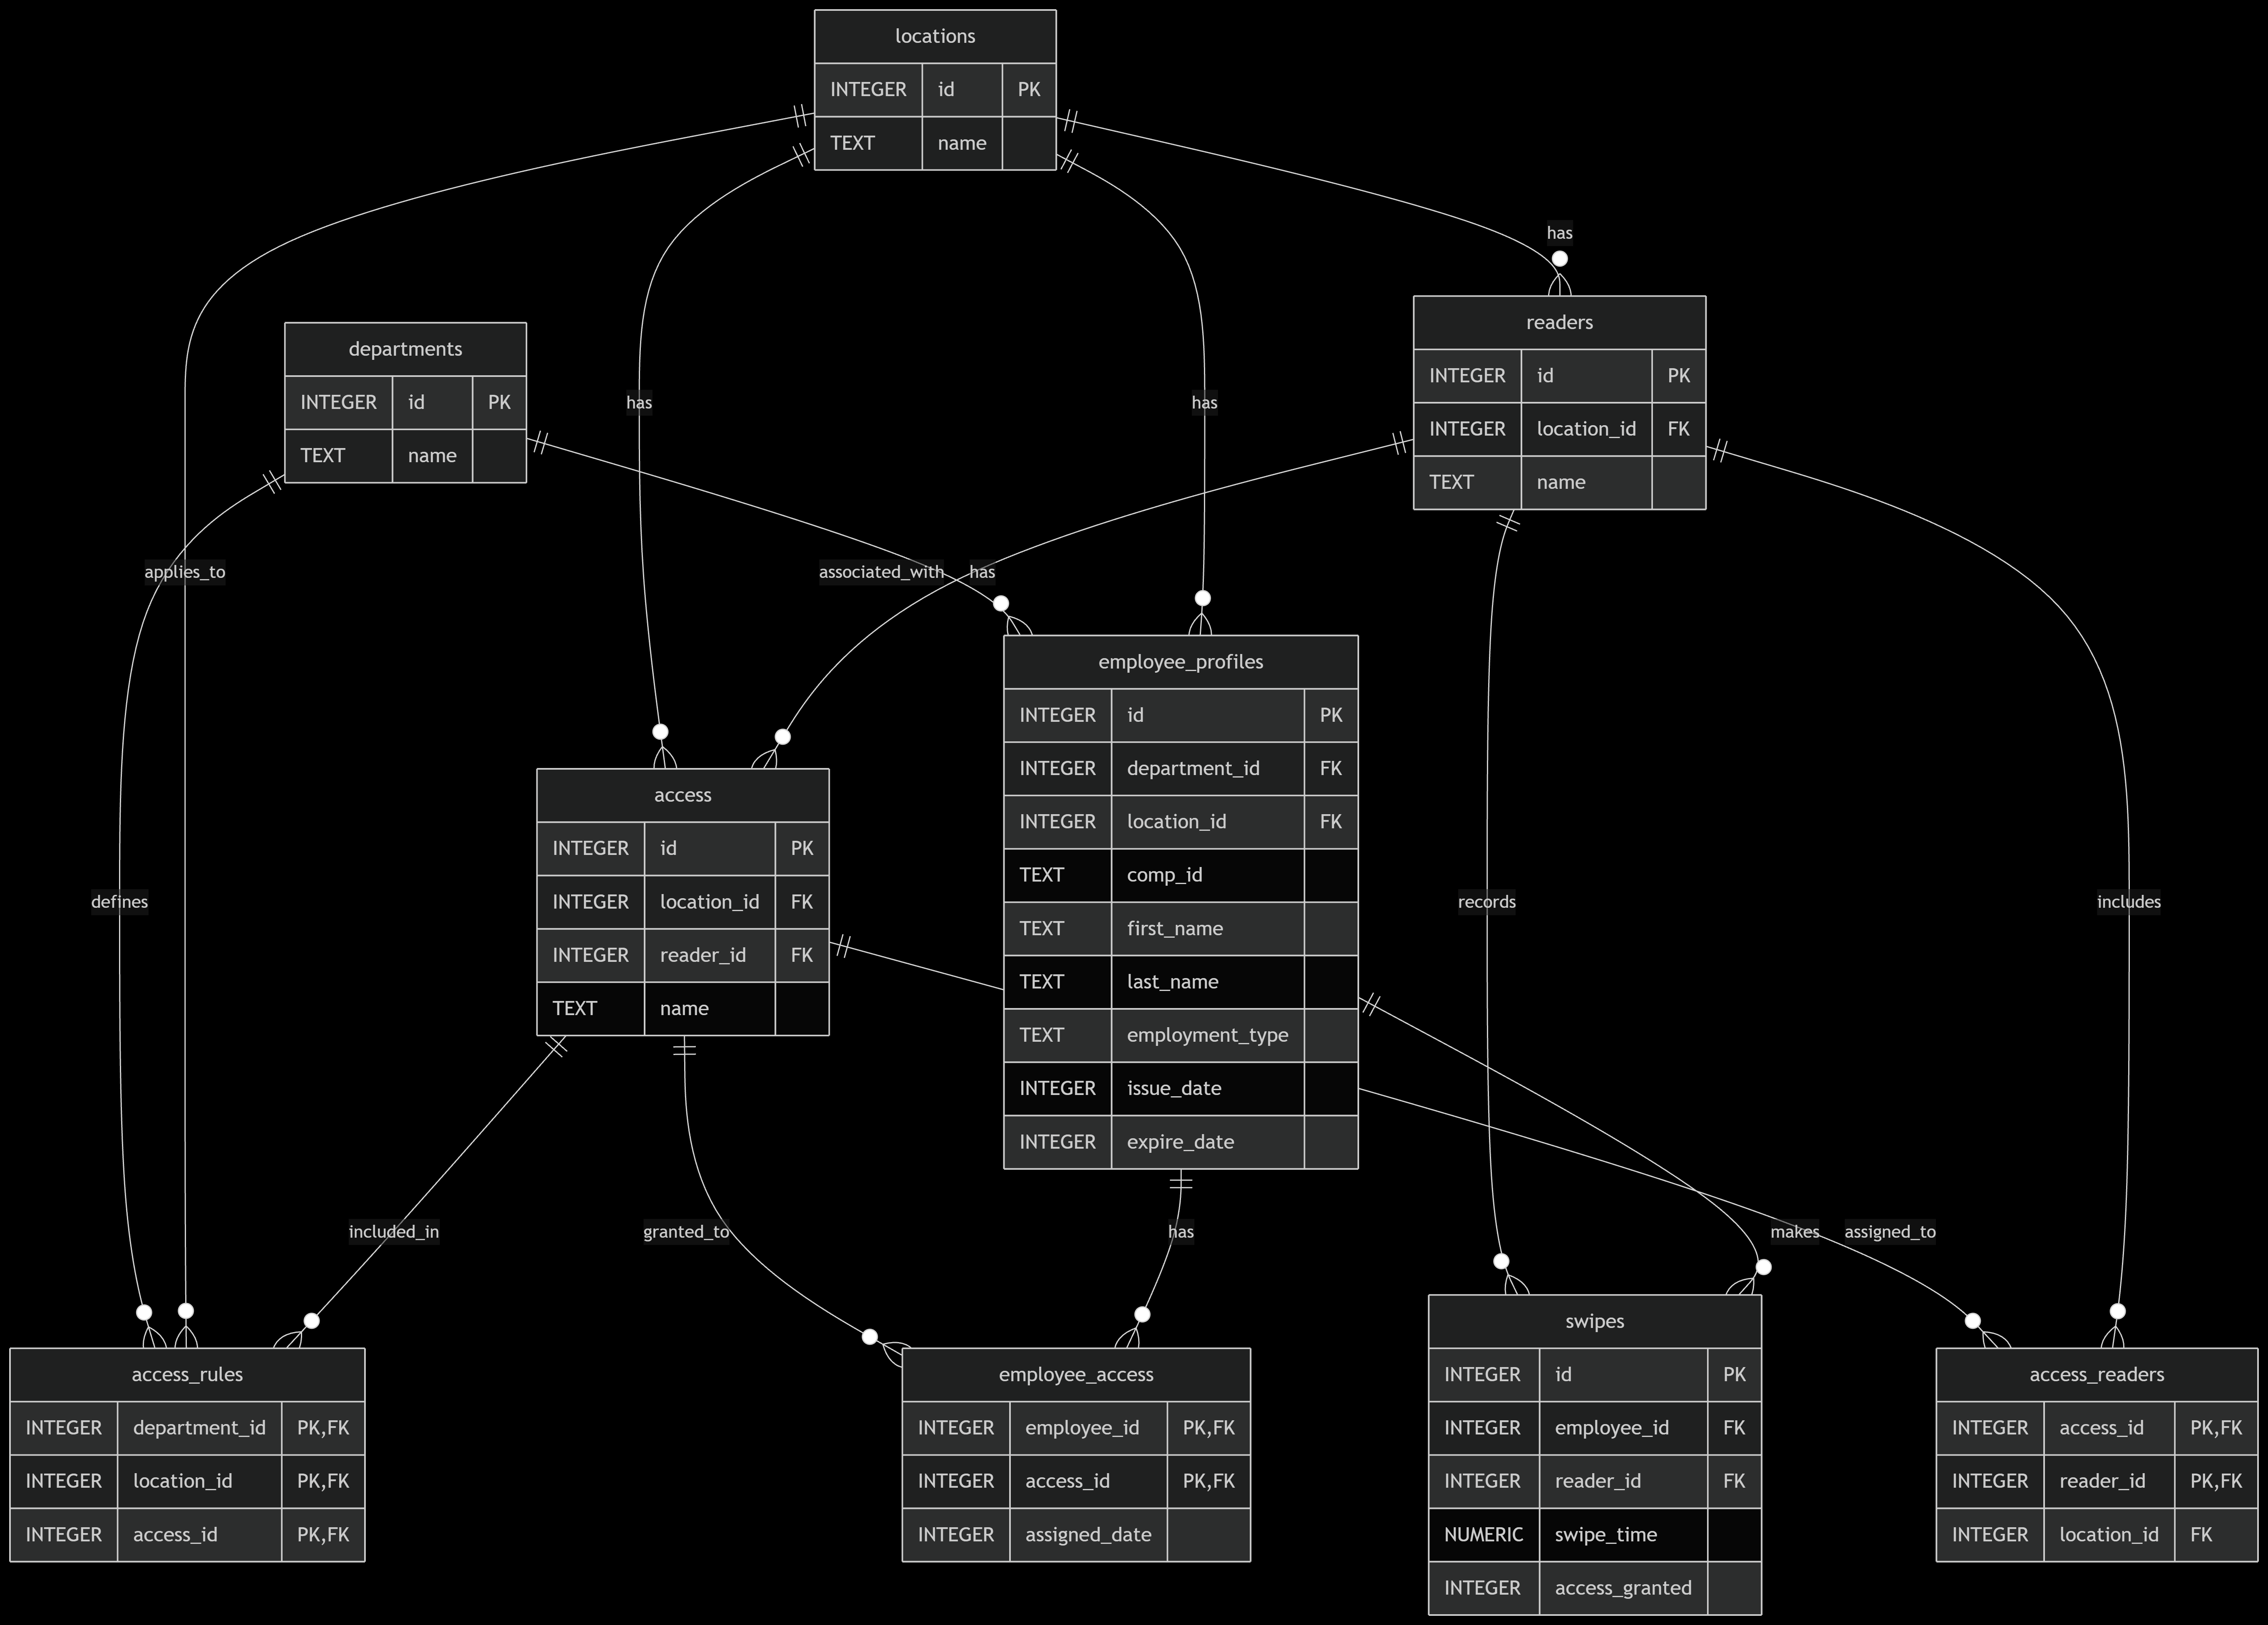 locations
INTEGER id PK
TEXT name
has
departments
INTEGER id PK
TEXT name
readers
INTEGER id PK
INTEGER location_id FK
TEXT name
has
has
applies_to
associated_with
has
employee_profiles
INTEGER id PK
INTEGER department_id FK
INTEGER location_id FK
TEXT comp_id
TEXT first_name
TEXT last_name
TEXT employment_type
INTEGER issue_date
INTEGER expire_date
access
INTEGER id PK
INTEGER location_id FK
INTEGER reader_id FK
TEXT name
defines
records
includes
included_in
granted_to
has
makes
assigned_to
access_rules
INTEGER department_id PK,FK
INTEGER location_id PK,FK
INTEGER access_id PK,FK
employee_access
INTEGER employee_id PK,FK
INTEGER access_id PK,FK
INTEGER assigned_date
swipes
INTEGER id PK
INTEGER employee_id FK
INTEGER reader_id FK
NUMERIC swipe_time
INTEGER access_granted
access_readers
INTEGER access_id PK,FK
INTEGER reader_id PK,FK
INTEGER location_id FK